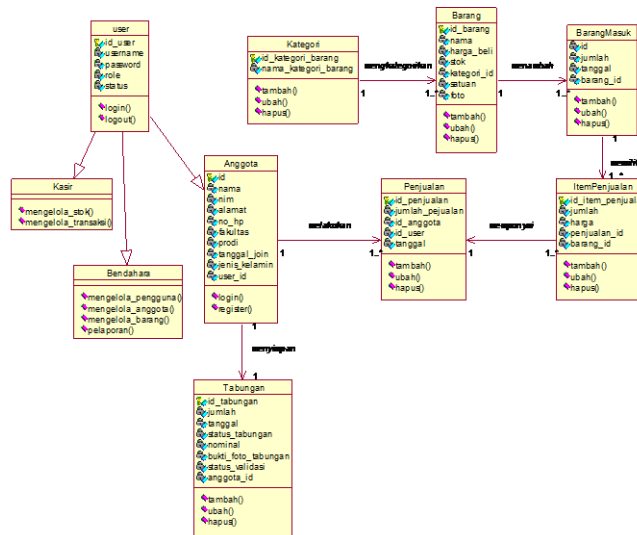 user
id_user
username
password
role
status
login()
logout()
Kategori
id_kategori_barang
nama_kategori_barang
tambah()
ubah()
hapus()
mengkategorikan
1
1..*
Barang
id_barang
nama
harga_beli
stok
kategori_id
satuan
foto
tambah()
ubah()
hapus()
menambah
1
1..*
BarangMasuk
id
jumlah
tanggal
barang_id
tambah()
ubah()
hapus()
1
1..*
Kasir
mengelola_stok()
mengelola_transaksi()
Bendahara
mengelola_pengguna()
mengelola_anggota()
mengelola_barang()
pelaporan()
Anggota
id
nama
nim
alamat
no_hp
fakultas
prodi
tanggal_join
jenis_kelamin
user_id
login()
register()
melakukan
1
1..*
Penjualan
id_penjualan
jumlah_pejualan
id_anggota
id_user
tanggal
tambah()
ubah()
hapus()
mempunyai
1
1..*
ItemPenjualan
id_item_penjual
jumlah
harga
penjualan_id
barang_id
tambah()
ubah()
hapus()
1
menyimpan
1
Tabungan
id_tabungan
jumlah
tanggal
status_tabungan
nominal
bukti_foto_tabungan
status_validasi
anggota_id
tambah()
ubah()
hapus()